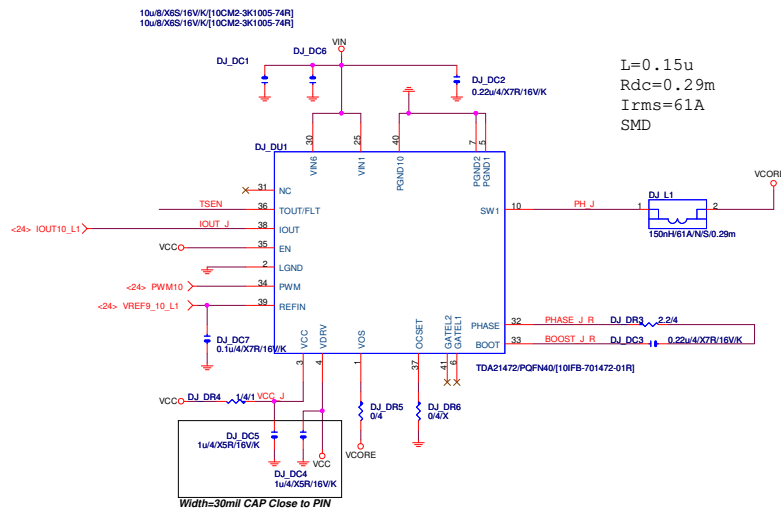 10u/8/X6S/16V/K/[10CM2-3K1005-74R]
10u/8/X6S/16V/K/[10CM2-3K1005-74R]
VIN
DJ_DC1
DJ_DC6
DJ_DC2
0.22u/4/X7R/16V/K
L=0.15u
Rdc=0.29m
Irms=61A
SMD
DJ_DU1
30
25
40
7
5
VIN6
VIN1
PGND10
PGND2
PGND1
31
NC
TSEN
36
TOUT/FLT
<24> IOUT10_L1
IOUT_J
38
IOUT
VCC
35
EN
2
LGND
<24> PWM10
34
PWM
<24> VREF9_10_L1
39
REFIN
SW1
10
PH_J
1
DJ_L1
2
150nH/61A/N/S/0.29m
VCORE
PHASE
32
PHASE_J_R
DJ_DR3
2.2/4
BOOT
33
BOOST_J_R
DJ_DC3
0.22u/4/X7R/16V/K
DJ_DC7
0.1u/4/X7R/16V/K
VCC
VDRV
VOS
OCSET
GATEL2
GATEL1
3
4
1
37
41
6
TDA21472/PQFN40/[10IFB-701472-01R]
VCC
DJ_DR4
1/4/1
VCC_J
DJ_DR5
0/4
DJ_DR6
0/4/X
DJ_DC5
1u/4/X5R/16V/K
VCORE
VCC
DJ_DC4
1u/4/X5R/16V/K
Width=30mil CAP Close to PIN